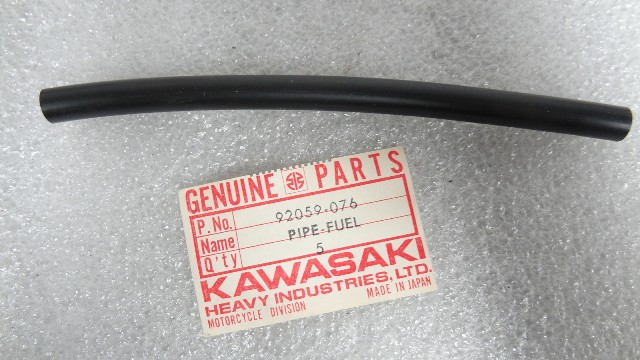 GENUINE PARTS
P.No. 92059-076
Name PIPE-FUEL
Q'ty 5
KAWASAKI
HEAVY INDUSTRIES, LTD.
MOTORCYCLE DIVISION MADE IN JAPAN